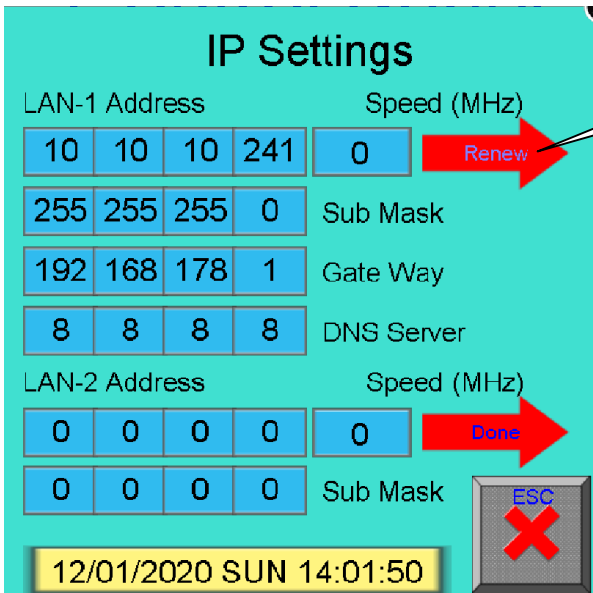 IP Settings
LAN-1 Address Speed (MHz)
10 10 10 241 0 Renew
255 255 255 0 Sub Mask
192 168 178 1 Gate Way
8 8 8 8 DNS Server
LAN-2 Address Speed (MHz)
0 0 0 0 0 Done
0 0 0 0 Sub Mask ESC
12/01/2020 SUN 14:01:50